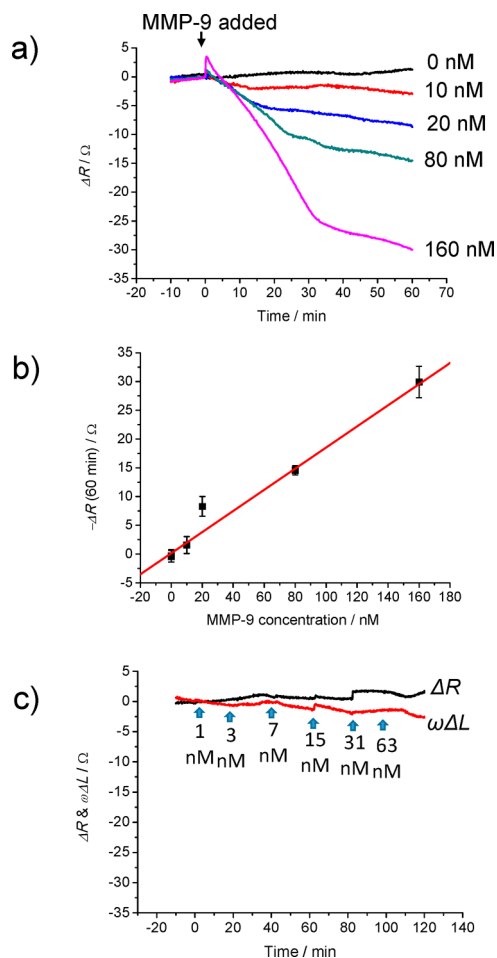 a)
MMP-9 added
5
0
-5
-10
-15
-20
-25
-30
-35
ΔR / Ω
0 nM
10 nM
20 nM
80 nM
160 nM
-20 -10 0 10 20 30 40 50 60 70
Time / min
b)
35
30
25
20
15
10
5
0
-5
−ΔR (60 min) / Ω
-20 0 20 40 60 80 100 120 140 160 180
MMP-9 concentration / nM
c)
5
0
-5
-10
-15
-20
-25
-30
-35
ΔR & ωΔL / Ω
ΔR
ωΔL
1 3 7 15 31 63
nM nM nM nM nM nM
-20 0 20 40 60 80 100 120 140
Time / min